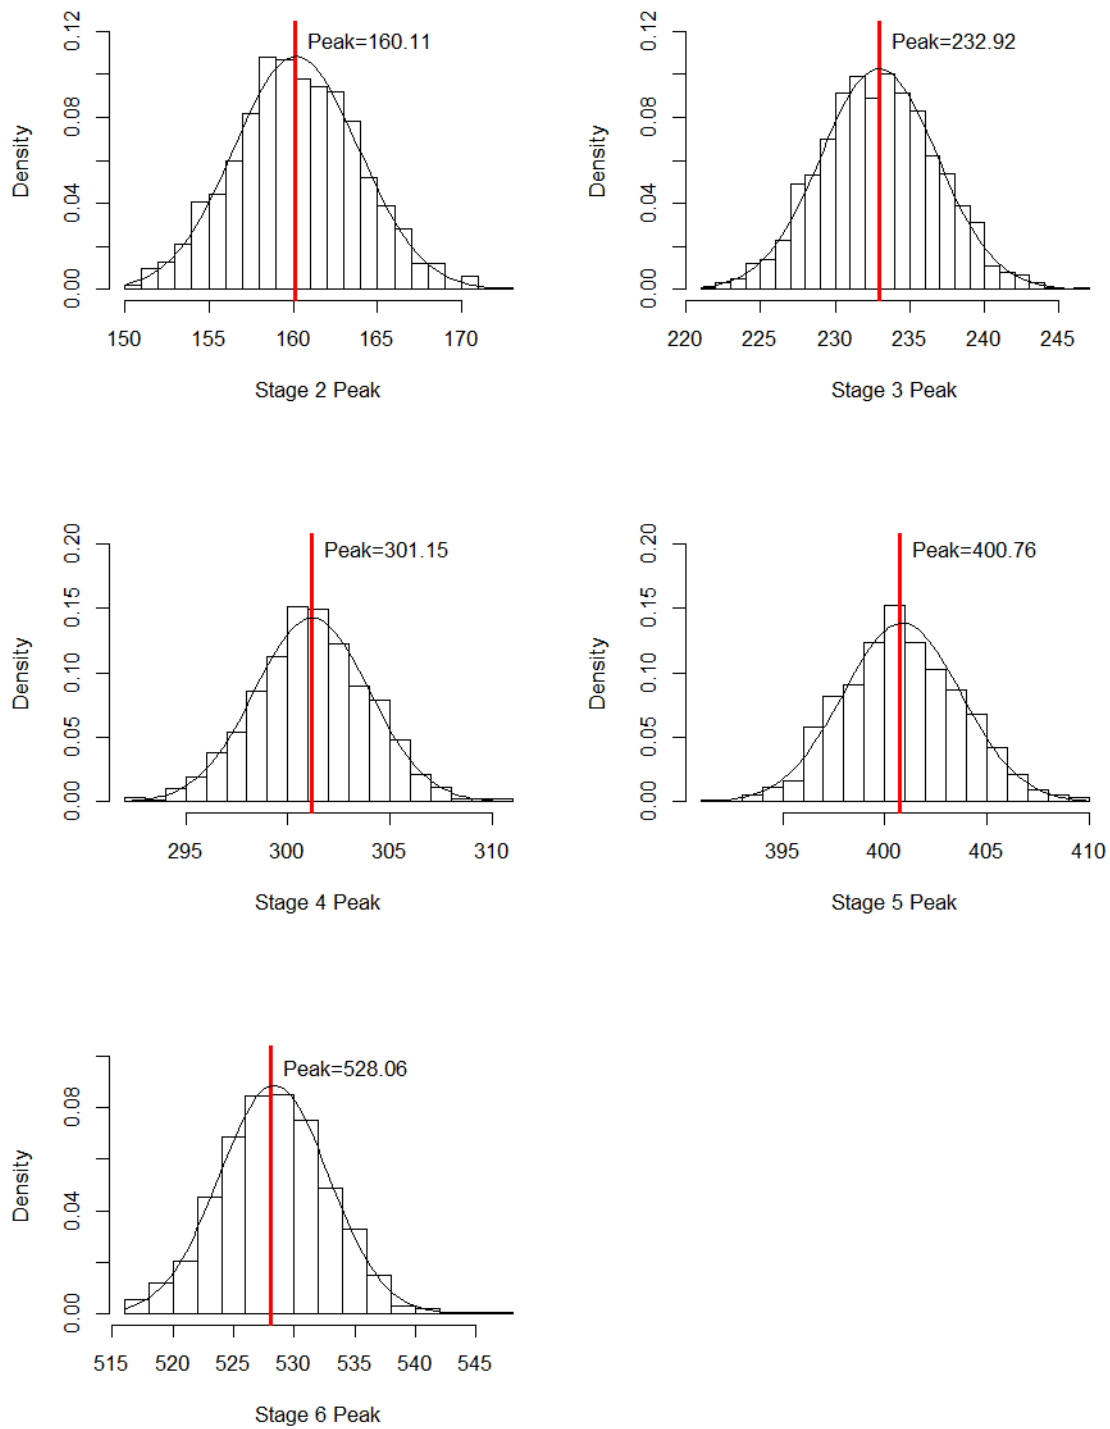 Peak=160.11
Density
0.00 0.04 0.08 0.12
150 155 160 165 170
Stage 2 Peak
Peak=232.92
Density
0.00 0.04 0.08 0.12
220 225 230 235 240 245
Stage 3 Peak
Peak=301.15
Density
0.00 0.05 0.10 0.15 0.20
295 300 305 310
Stage 4 Peak
Peak=400.76
Density
0.00 0.05 0.10 0.15 0.20
395 400 405 410
Stage 5 Peak
Peak=528.06
Density
0.00 0.04 0.08
515 520 525 530 535 540 545
Stage 6 Peak